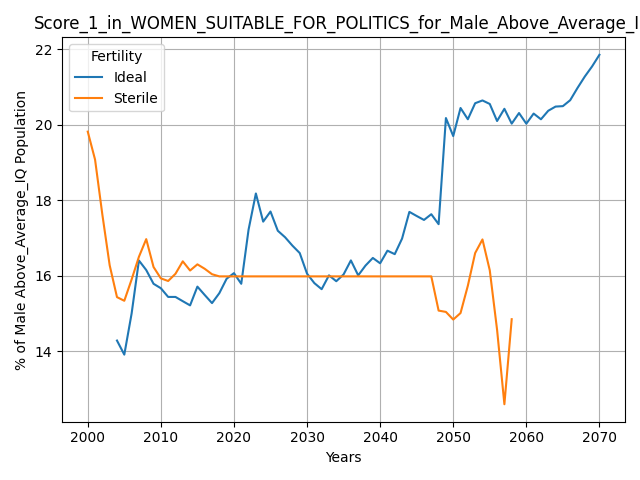 Score_1_in_WOMEN_SUITABLE_FOR_POLITICS_for_Male_Above_Average_I
% of Male Above_Average_IQ Population
22
20
18
16
14
Fertility
Ideal
Sterile
2000 2010 2020 2030 2040 2050 2060 2070
Years